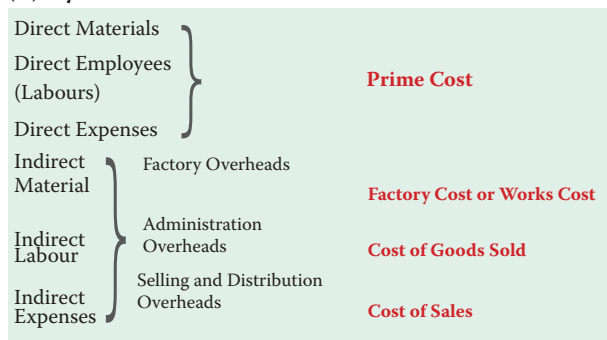 Direct Materials
Direct Employees
(Labours)
Prime Cost
Direct Expenses
Indirect
Material
Factory Overheads
Factory Cost or Works Cost
Administration
Overheads
Indirect
Labour
Cost of Goods Sold
Selling and Distribution
Overheads
Indirect
Expenses
Cost of Sales